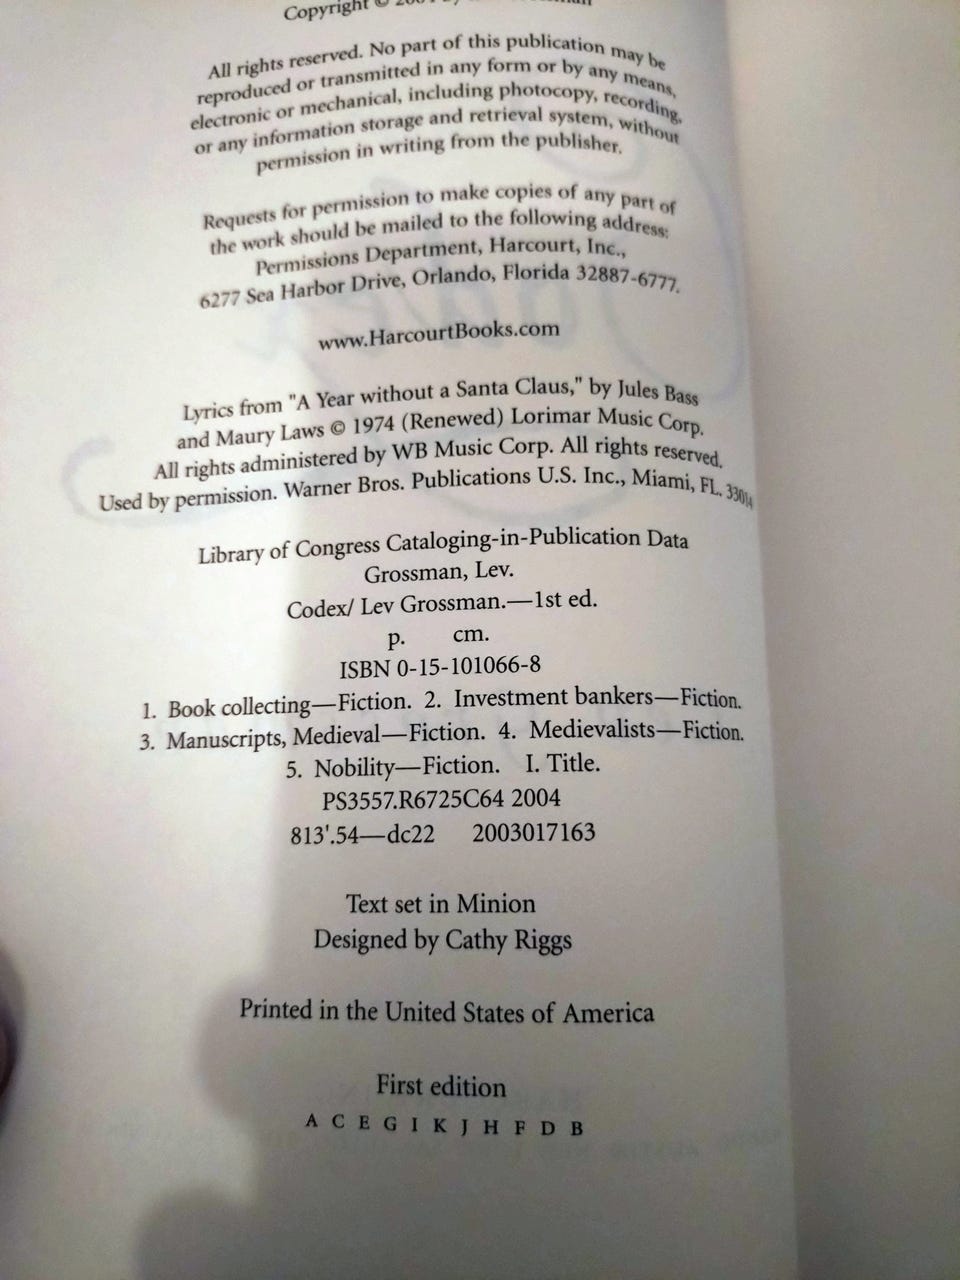 Copyright ©
All rights reserved. No part of this publication may be
reproduced or transmitted in any form or by any means,
electronic or mechanical, including photocopy, recording,
or any information storage and retrieval system, without
permission in writing from the publisher.
Requests for permission to make copies of any part of
the work should be mailed to the following address:
Permissions Department, Harcourt, Inc.,
6277 Sea Harbor Drive, Orlando, Florida 32887-6777.
www.HarcourtBooks.com
Lyrics from "A Year without a Santa Claus," by Jules Bass
and Maury Laws © 1974 (Renewed) Lorimar Music Corp.
All rights administered by WB Music Corp. All rights reserved.
Used by permission. Warner Bros. Publications U.S. Inc., Miami, FL. 33014
Library of Congress Cataloging-in-Publication Data
Grossman, Lev.
Codex/ Lev Grossman.—1st ed.
p. cm.
ISBN 0-15-101066-8
1. Book collecting—Fiction. 2. Investment bankers—Fiction.
3. Manuscripts, Medieval—Fiction. 4. Medievalists—Fiction.
5. Nobility—Fiction. I. Title.
PS3557.R6725C64 2004
813'.54—dc22 2003017163
Text set in Minion
Designed by Cathy Riggs
Printed in the United States of America
First edition
A C E G I K J H F D B